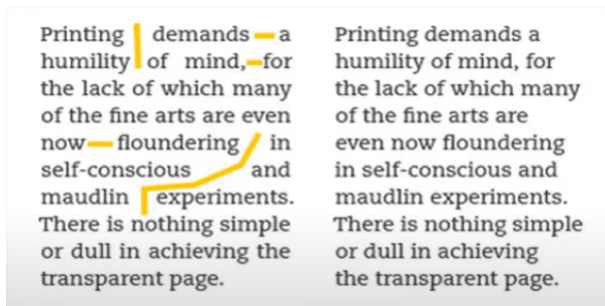 Printing demands a
humility of mind, for
the lack of which many
of the fine arts are even
now floundering in
self-conscious and
maudlin experiments.
There is nothing simple
or dull in achieving the
transparent page.
Printing demands a
humility of mind, for
the lack of which many
of the fine arts are
even now floundering
in self-conscious and
maudlin experiments.
There is nothing simple
or dull in achieving
the transparent page.